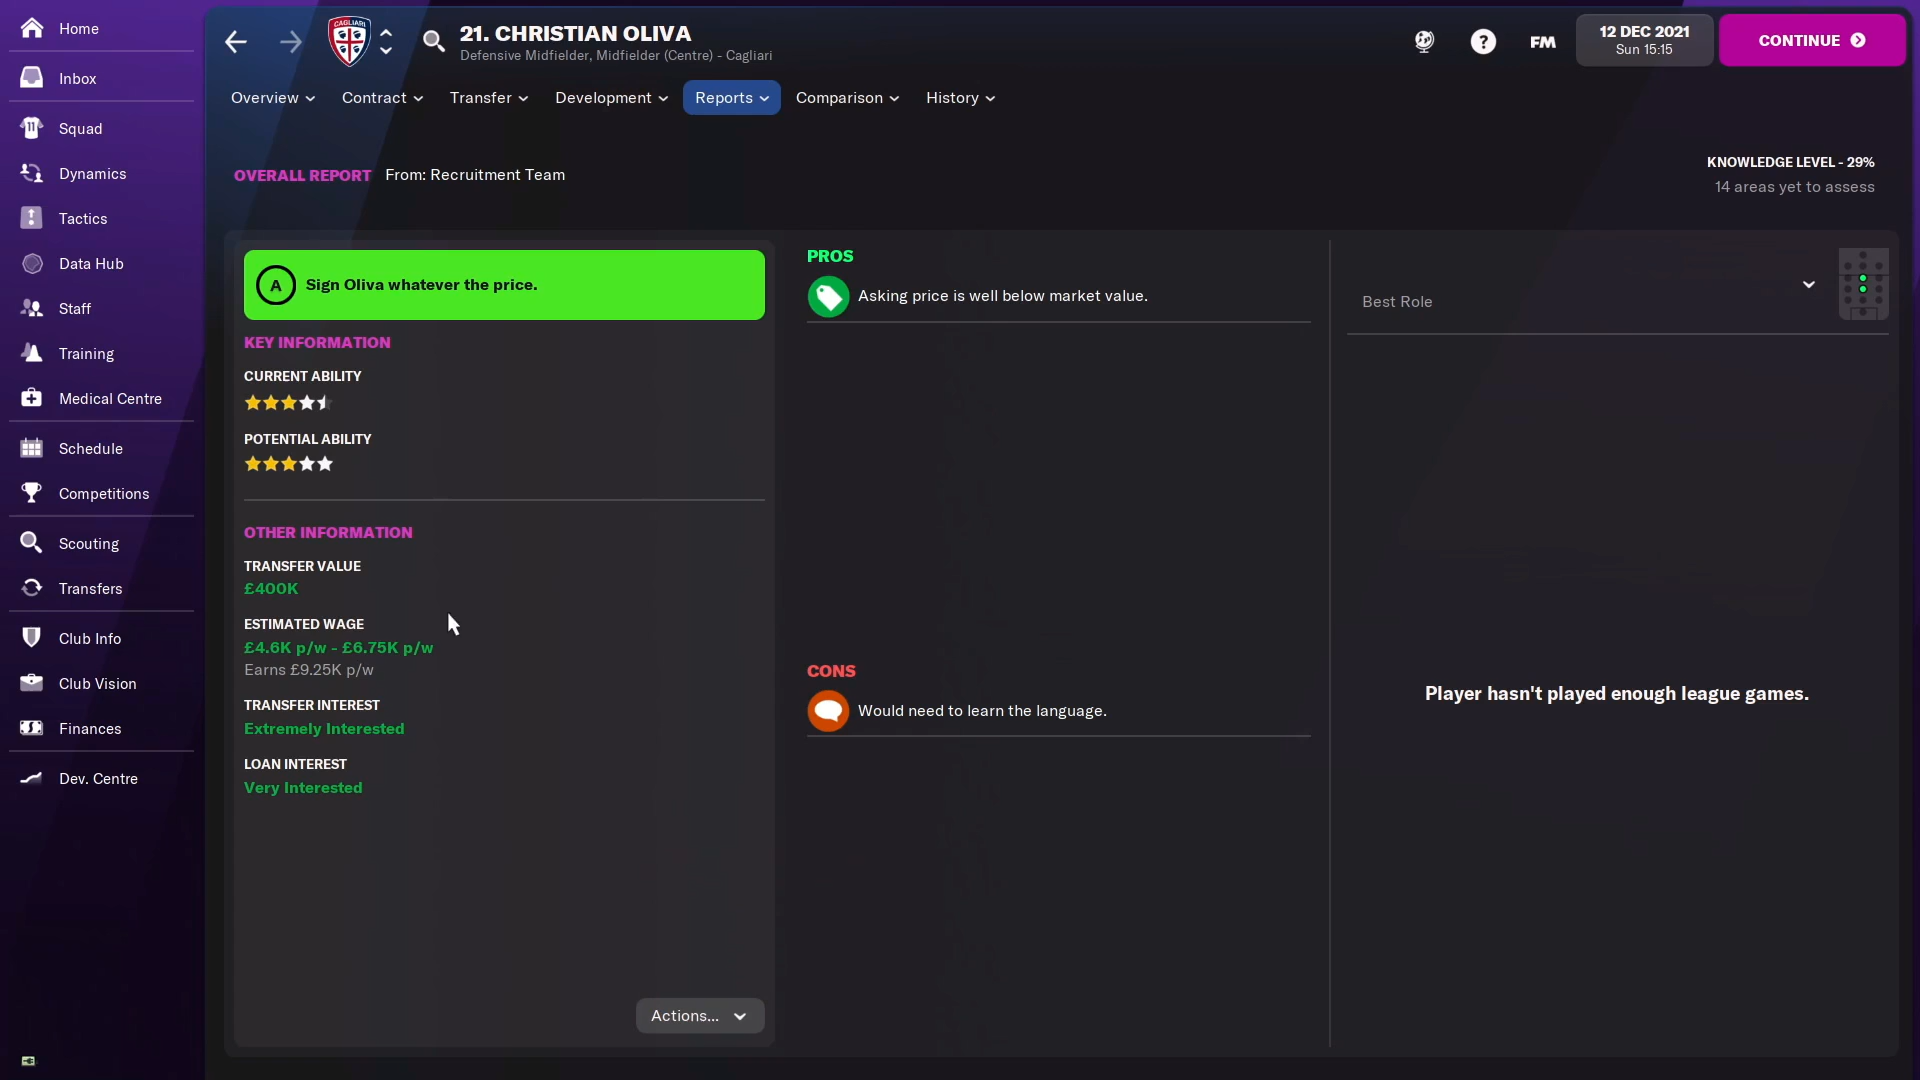 Home
Inbox
Squad
Dynamics
Tactics
Data Hub
Staff
Training
Medical Centre
Schedule
Competitions
Scouting
Transfers
Club Info
Club Vision
Finances
Dev. Centre
CAGLIARI
21. CHRISTIAN OLIVA
Defensive Midfielder, Midfielder (Centre) - Cagliari
?
FM
12 DEC 2021
Sun 15:15
CONTINUE
Overview
Contract
Transfer
Development
Reports
Comparison
History
OVERALL REPORT From: Recruitment Team
KNOWLEDGE LEVEL - 29%
14 areas yet to assess
A Sign Oliva whatever the price.
KEY INFORMATION
CURRENT ABILITY
POTENTIAL ABILITY
OTHER INFORMATION
TRANSFER VALUE
£400K
ESTIMATED WAGE
£4.6K p/w - £6.75K p/w
Earns £9.25K p/w
TRANSFER INTEREST
Extremely Interested
LOAN INTEREST
Very Interested
Actions...
PROS
Asking price is well below market value.
CONS
Would need to learn the language.
Best Role
Player hasn't played enough league games.